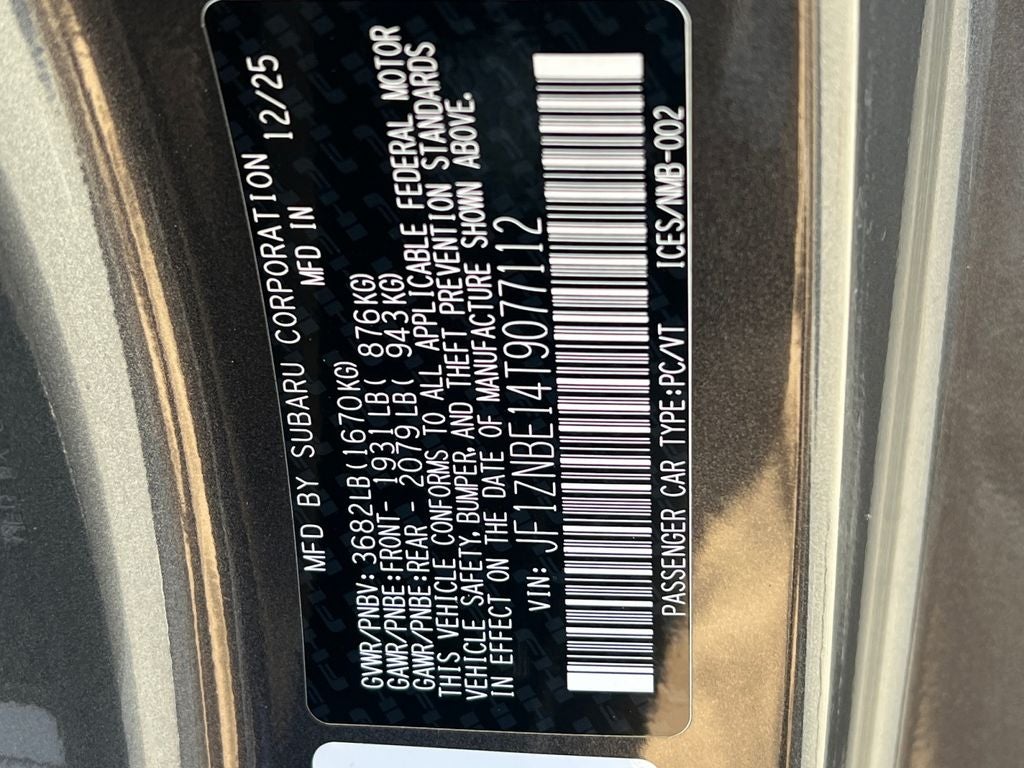 MFD BY SUBARU CORPORATION 12/25
MFD IN
GVWR/PNBV: 3682LB(1670KG)
GAWR/PNBE:FRONT- 1931LB( 876KG)
GAWR/PNBE:REAR - 2079LB( 943KG)
THIS VEHICLE CONFORMS TO ALL APPLICABLE FEDERAL MOTOR
VEHICLE SAFETY, BUMPER, AND THEFT PREVENTION STANDARDS
IN EFFECT ON THE DATE OF MANUFACTURE SHOWN ABOVE.
VIN: JF1ZNBE14T9077112
PASSENGER CAR TYPE:PC/VT ICES/NMB-002